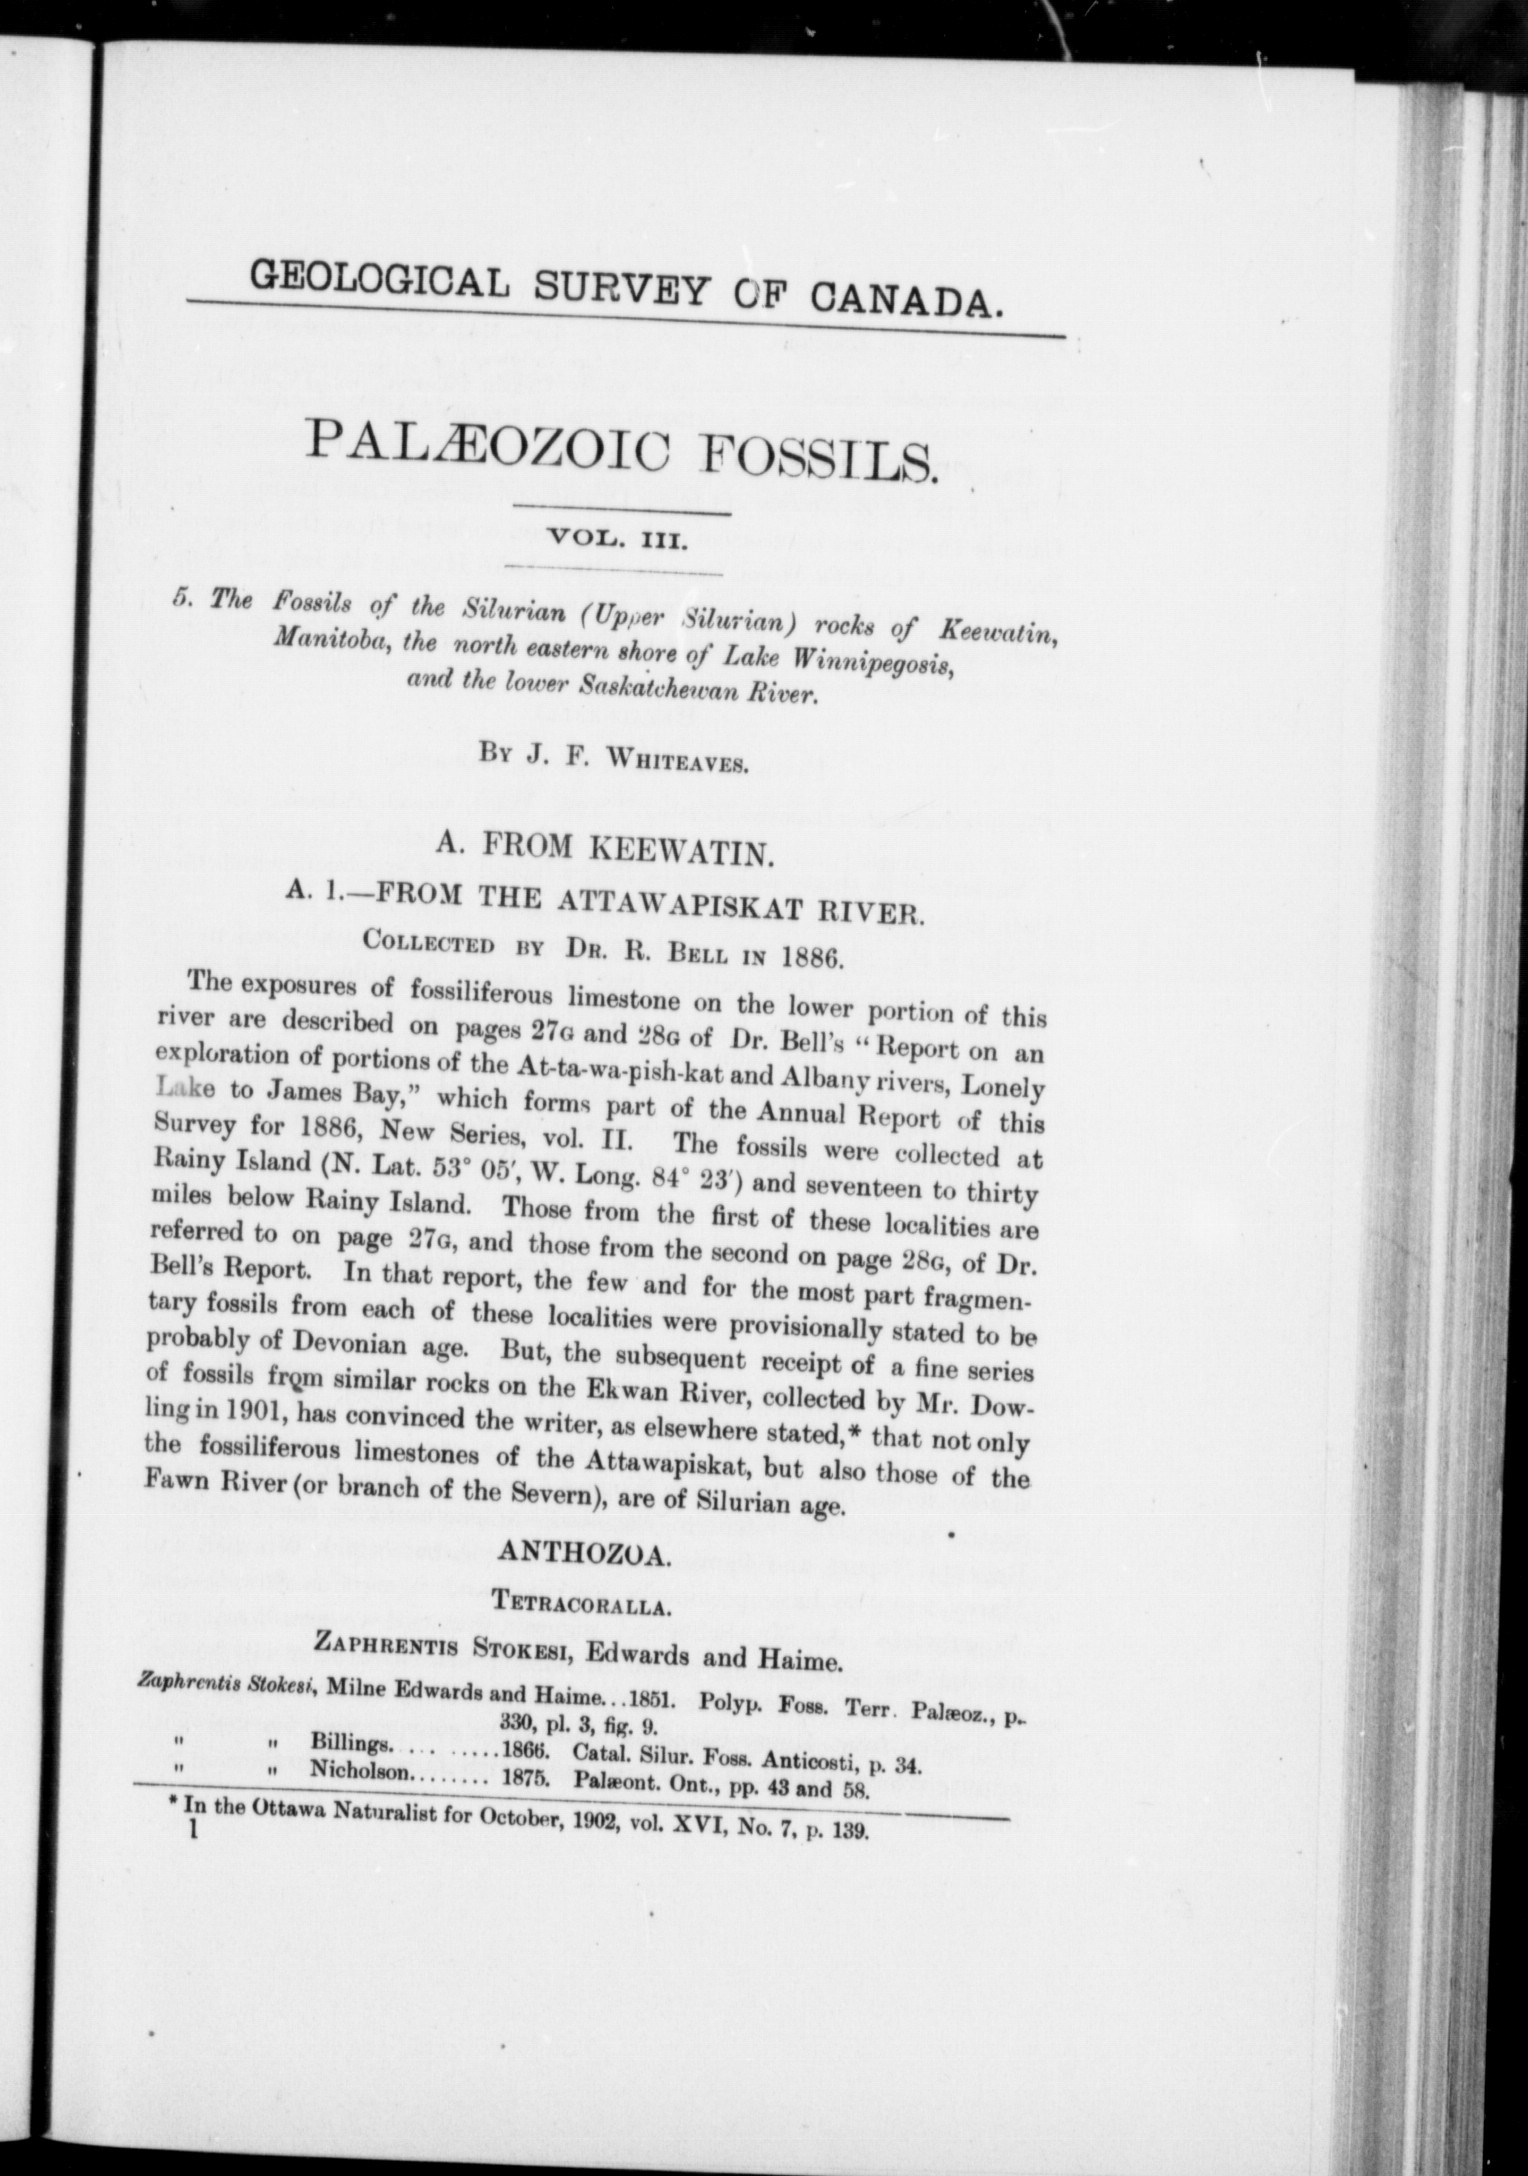 GEOLOGICAL SURVEY OF CANADA.
PALÆOZOIC FOSSILS.
VOL. III.
5. The Fossils of the Silurian (Upper Silurian) rocks of Keewatin,
Manitoba, the north eastern shore of Lake Winnipegosis,
and the lower Saskatchewan River.
By J. F. Whiteaves.
A. FROM KEEWATIN.
A. 1.—FROM THE ATTAWAPISKAT RIVER.
Collected by Dr. R. Bell in 1886.
The exposures of fossiliferous limestone on the lower portion of this
river are described on pages 27G and 28G of Dr. Bell's “Report on an
exploration of portions of the At-ta-wa-pish-kat and Albany rivers, Lonely
Lake to James Bay,” which forms part of the Annual Report of this
Survey for 1886, New Series, vol. II. The fossils were collected at
Rainy Island (N. Lat. 53° 05′, W. Long. 84° 23′) and seventeen to thirty
miles below Rainy Island. Those from the first of these localities are
referred to on page 27G, and those from the second on page 28G, of Dr.
Bell's Report. In that report, the few and for the most part fragmen-
tary fossils from each of these localities were provisionally stated to be
probably of Devonian age. But, the subsequent receipt of a fine series
of fossils from similar rocks on the Ekwan River, collected by Mr. Dow-
ling in 1901, has convinced the writer, as elsewhere stated,* that not only
the fossiliferous limestones of the Attawapiskat, but also those of the
Fawn River (or branch of the Severn), are of Silurian age.
ANTHOZOA.
Tetracoralla.
Zaphrentis Stokesi, Edwards and Haime.
Zaphrentis Stokesi, Milne Edwards and Haime...1851. Polyp. Foss. Terr. Palæoz., p.
330, pl. 3, fig. 9.
" " Billings. ... ......1866. Catal. Silur. Foss. Anticosti, p. 34.
" " Nicholson........ 1875. Palæont. Ont., pp. 43 and 58.
* In the Ottawa Naturalist for October, 1902, vol. XVI, No. 7, p. 139.
1